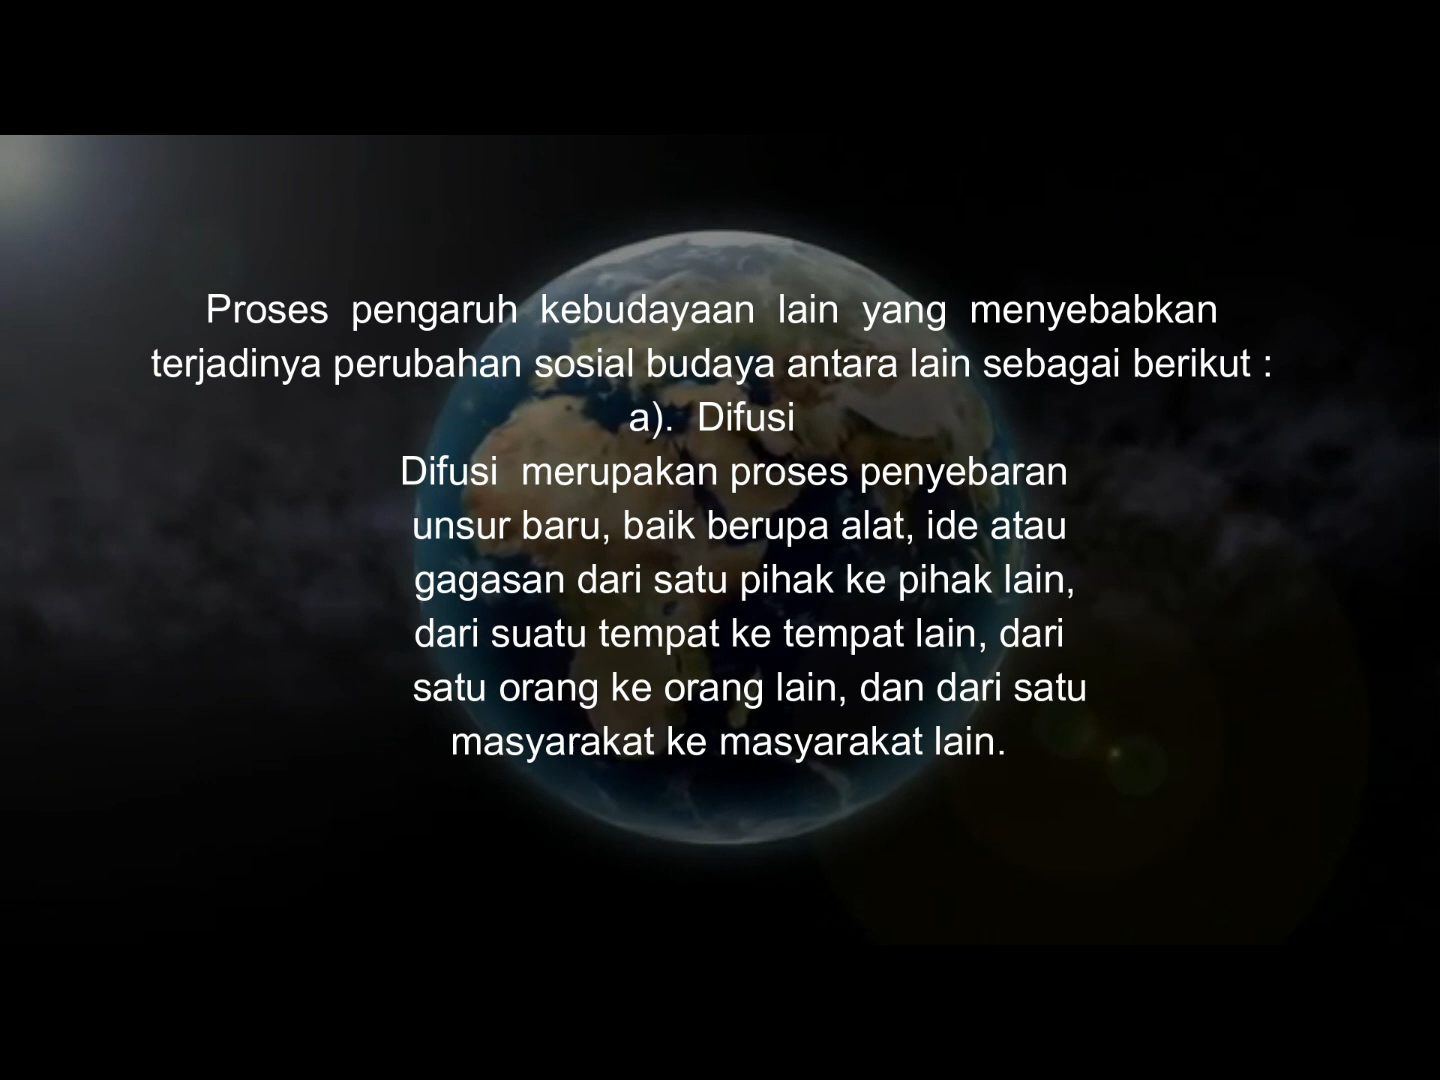 Proses pengaruh kebudayaan lain yang menyebabkan
terjadinya perubahan sosial budaya antara lain sebagai berikut :
a). Difusi
Difusi merupakan proses penyebaran
unsur baru, baik berupa alat, ide atau
gagasan dari satu pihak ke pihak lain,
dari suatu tempat ke tempat lain, dari
satu orang ke orang lain, dan dari satu
masyarakat ke masyarakat lain.